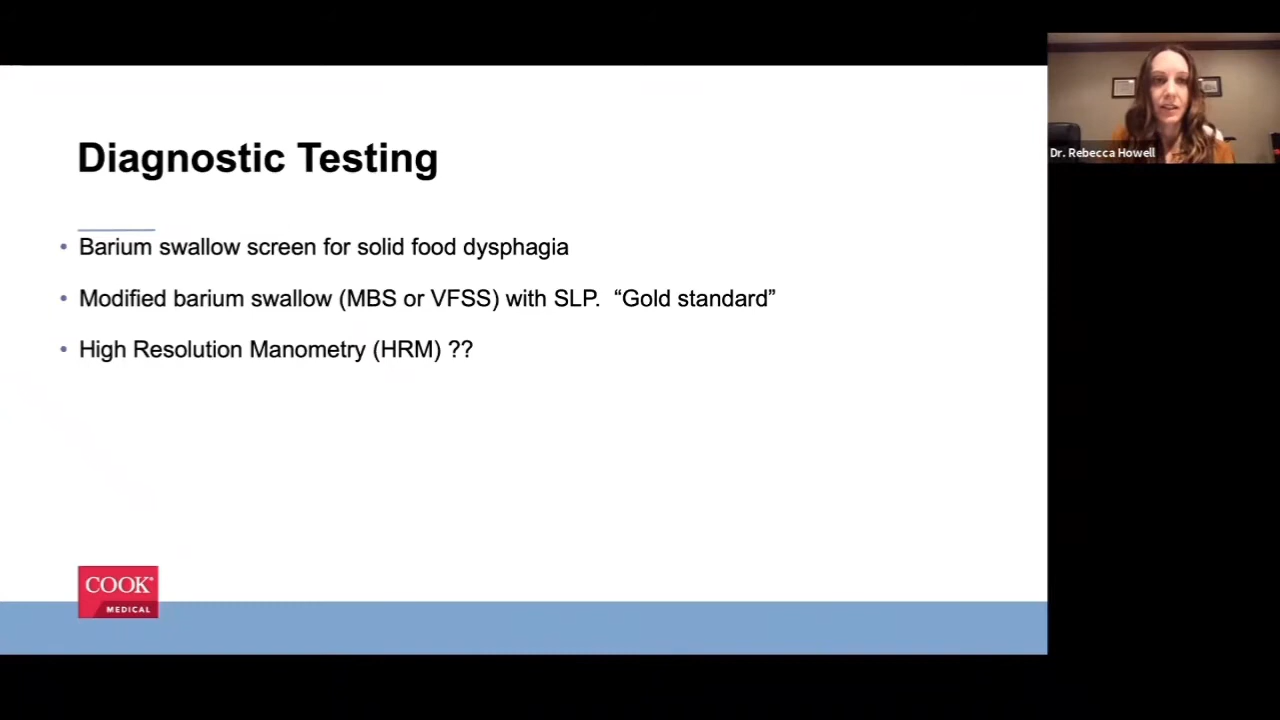 Diagnostic Testing
• Barium swallow screen for solid food dysphagia
• Modified barium swallow (MBS or VFSS) with SLP.  “Gold standard”
• High Resolution Manometry (HRM) ??
COOK®
MEDICAL
Dr. Rebecca Howell